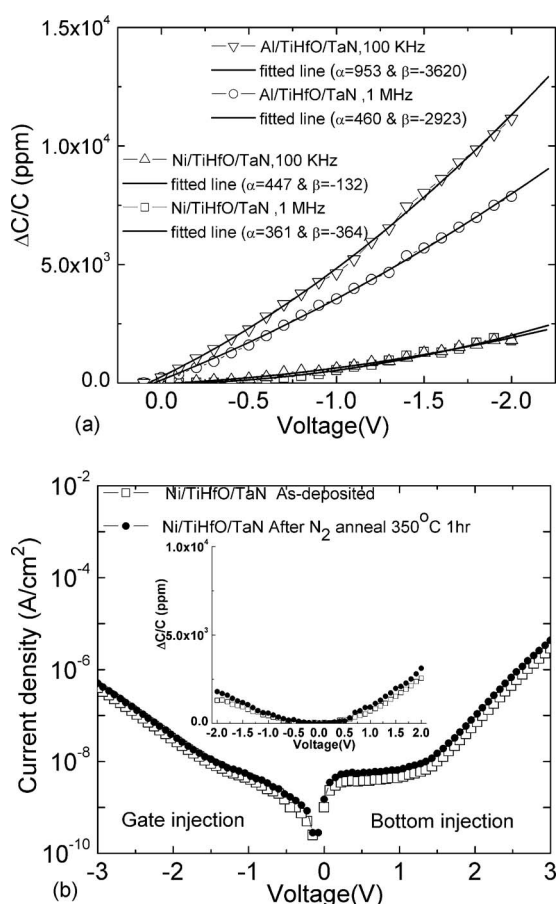 1.5x10⁴
1.0x10⁴
5.0x10³
0.0
ΔC/C (ppm)
Al/TiHfO/TaN,100 KHz
fitted line (α=953 & β=-3620)
Al/TiHfO/TaN ,1 MHz
fitted line (α=460 & β=-2923)
Ni/TiHfO/TaN,100 KHz
fitted line (α=447 & β=-132)
Ni/TiHfO/TaN ,1 MHz
fitted line (α=361 & β=-364)
0.0 -0.5 -1.0 -1.5 -2.0
(a) Voltage(V)
10⁻²
10⁻⁴
10⁻⁶
10⁻⁸
10⁻¹⁰
Current density (A/cm²)
Ni/TiHfO/TaN As-deposited
Ni/TiHfO/TaN After N₂ anneal 350°C 1hr
1.0x10⁴
5.0x10³
0.0
ΔC/C (ppm)
-2.0 -1.5 -1.0 -0.5 0.0 0.5 1.0 1.5 2.0
Voltage(V)
Gate injection Bottom injection
-3 -2 -1 0 1 2 3
(b) Voltage(V)